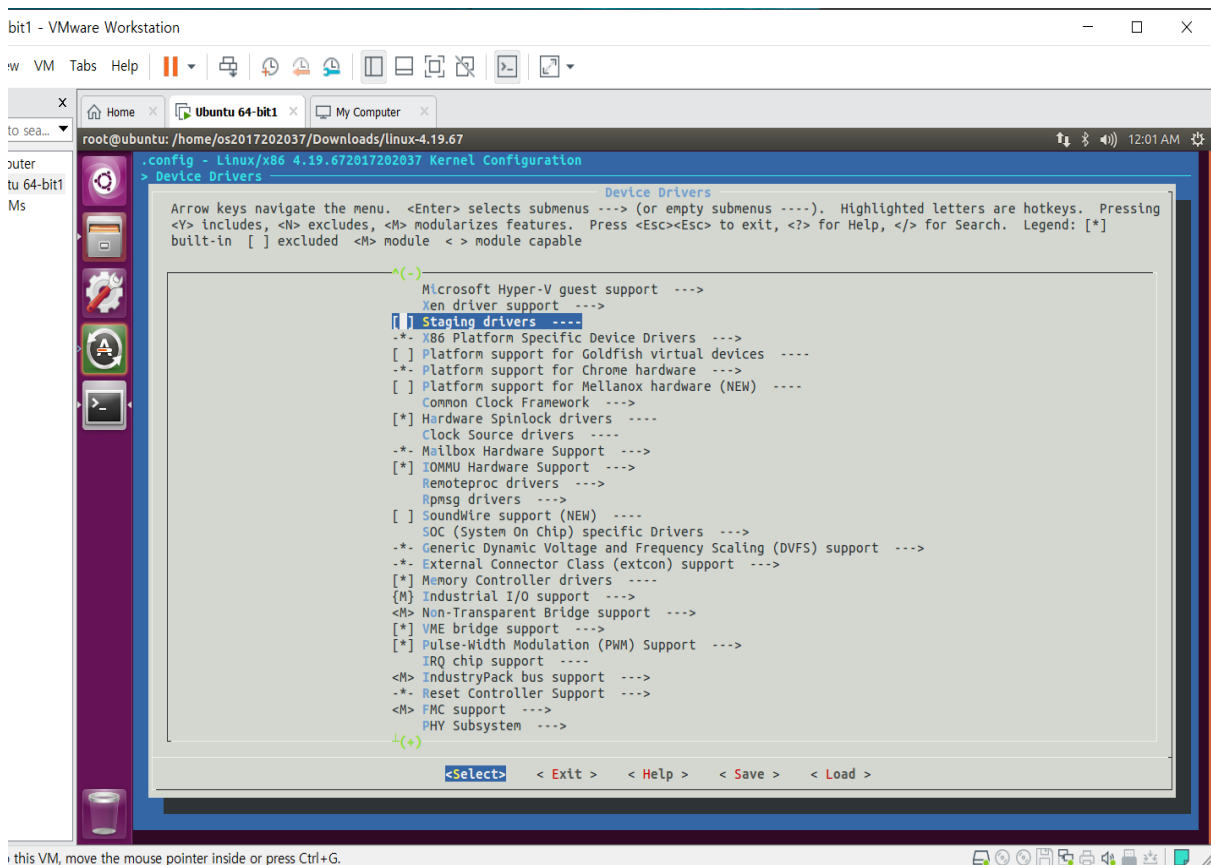 bit1 - VMware Workstation
ew VM Tabs Help
to sea...
Home Ubuntu 64-bit1 My Computer
puter
tu 64-bit1
Ms
root@ubuntu: /home/os2017202037/Downloads/linux-4.19.67 12:01 AM
.config - Linux/x86 4.19.672017202037 Kernel Configuration
> Device Drivers
Device Drivers
Arrow keys navigate the menu. <Enter> selects submenus ---> (or empty submenus ----). Highlighted letters are hotkeys. Pressing
<Y> includes, <N> excludes, <M> modularizes features. Press <Esc><Esc> to exit, <?> for Help, </> for Search. Legend: [*]
built-in [ ] excluded <M> module < > module capable
^(-)
Microsoft Hyper-V guest support --->
Xen driver support --->
[ ] Staging drivers ----
-*- X86 Platform Specific Device Drivers --->
[ ] Platform support for Goldfish virtual devices ----
-*- Platform support for Chrome hardware --->
[ ] Platform support for Mellanox hardware (NEW) ----
Common Clock Framework --->
[*] Hardware Spinlock drivers ----
Clock Source drivers ----
-*- Mailbox Hardware Support --->
[*] IOMMU Hardware Support --->
Remoteproc drivers --->
Rpmsg drivers --->
[ ] SoundWire support (NEW) ----
SOC (System On Chip) specific Drivers --->
-*- Generic Dynamic Voltage and Frequency Scaling (DVFS) support --->
-*- External Connector Class (extcon) support --->
[*] Memory Controller drivers ----
{M} Industrial I/O support --->
<M> Non-Transparent Bridge support --->
[*] VME bridge support --->
[*] Pulse-Width Modulation (PWM) Support --->
IRQ chip support ----
<M> IndustryPack bus support --->
-*- Reset Controller Support --->
<M> FMC support --->
PHY Subsystem --->
(+)
<Select> < Exit > < Help > < Save > < Load >
this VM, move the mouse pointer inside or press Ctrl+G.